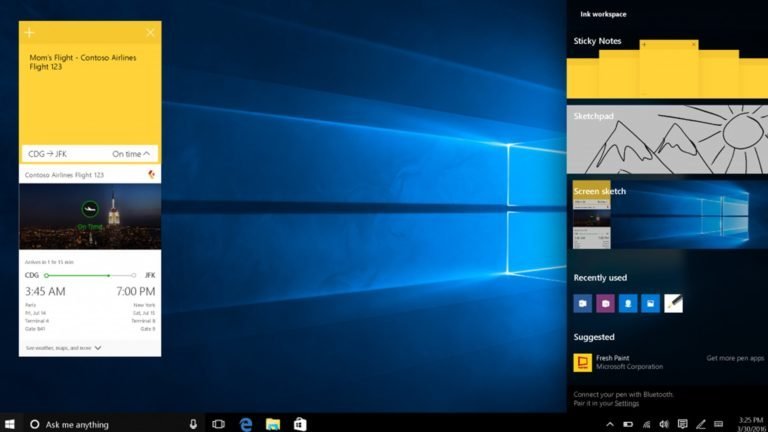 Mom's Flight - Contoso Airlines
Flight 123
CDG → JFK
On time
Contoso Airlines Flight 123
On Time
Arrives in 1 hr 15 min
CDG
JFK
3:45 AM
7:00 PM
Paris
New York
Fri, Jul 14
Sat, Jul 15
Terminal 4
Terminal 8
Gate B41
Gate 8
See weather, maps, and more
Ink workspace
Sticky Notes
Sketchpad
Screen sketch
Recently used
Suggested
Fresh Paint
Microsoft Corporation
Get more pen apps
Connect your pen with Bluetooth.
Pair it in your Settings
Ask me anything
3:25 PM
3/30/2016